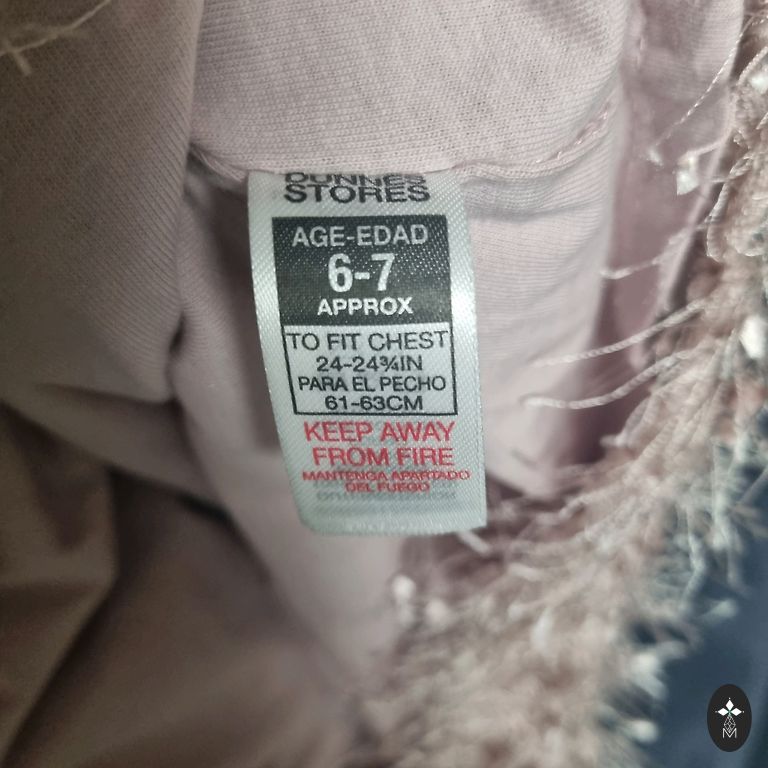 DUNNES
STORES
AGE-EDAD
6-7
APPROX
TO FIT CHEST
24-24¾IN
PARA EL PECHO
61-63CM
KEEP AWAY
FROM FIRE
MANTENGA APARTADO
DEL FUEGO
M